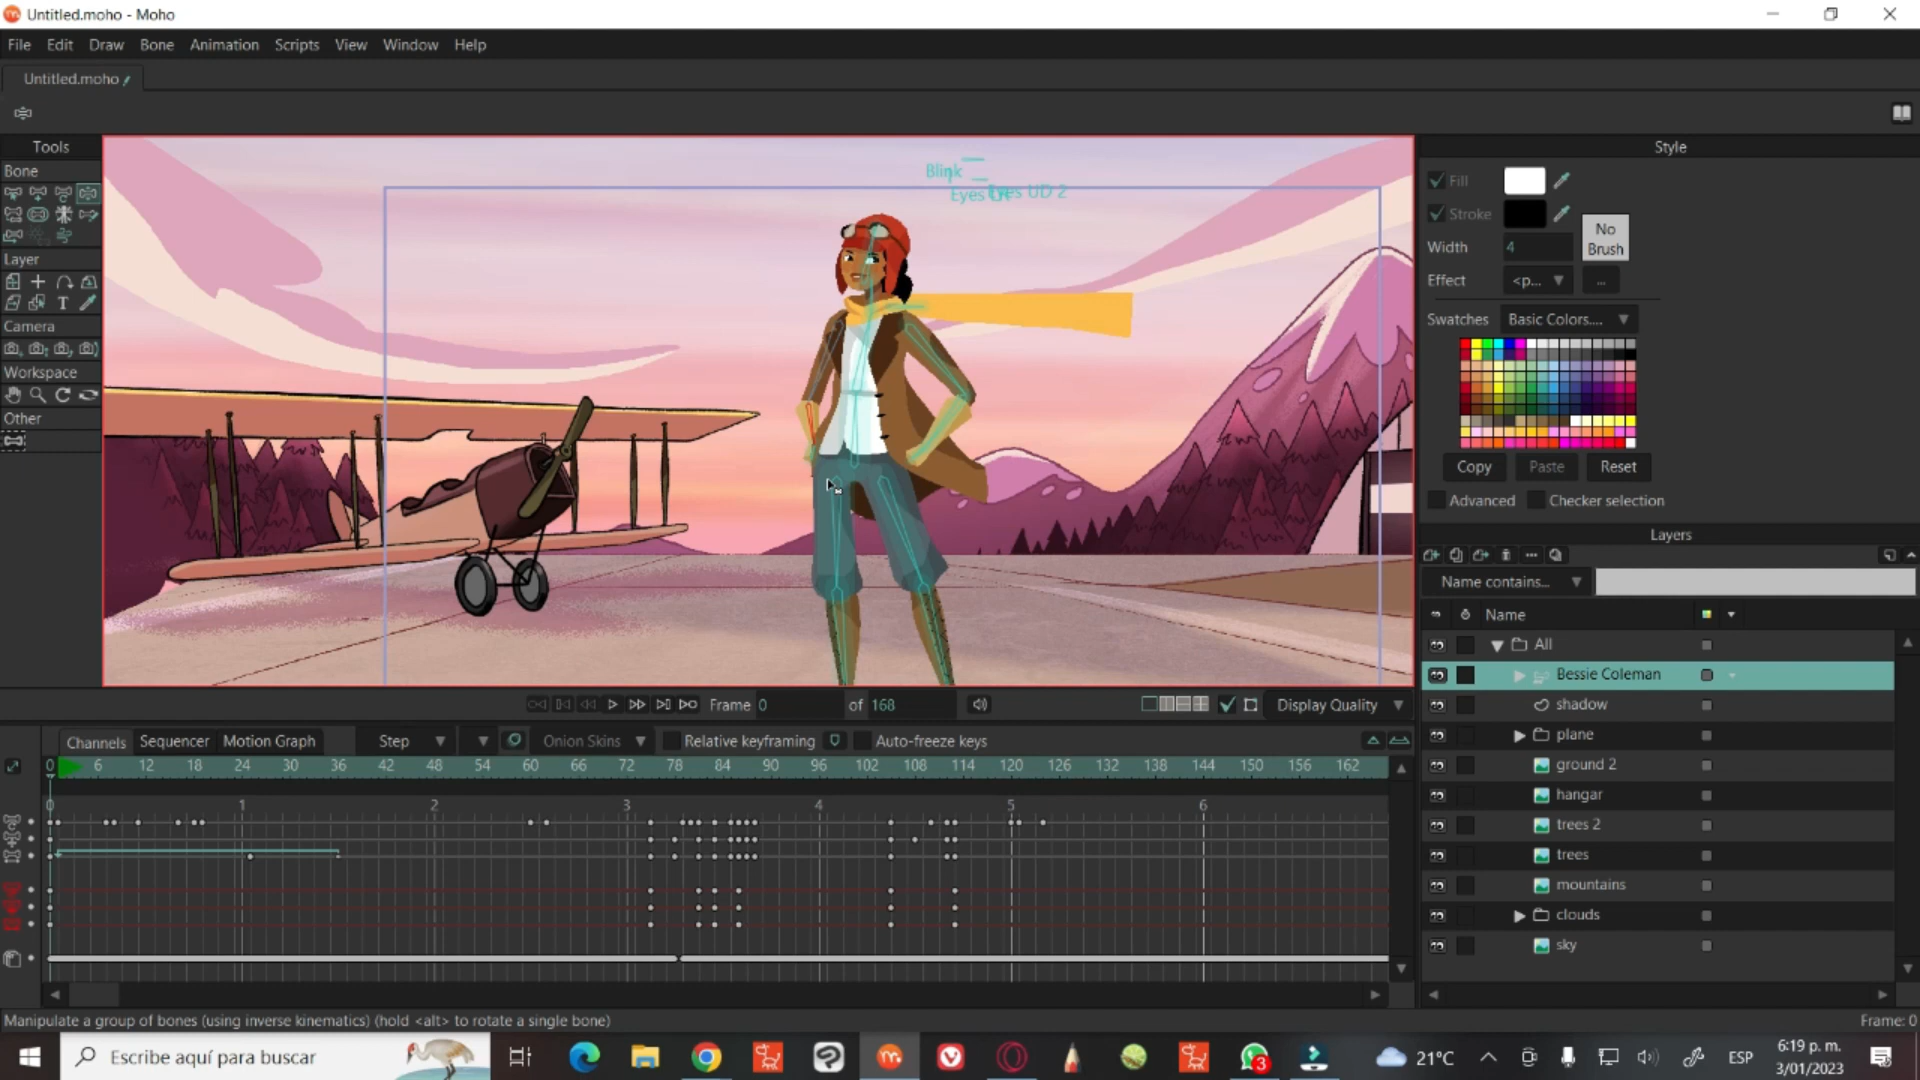 Untitled.moho - Moho
File Edit Draw Bone Animation Scripts View Window Help
Untitled.moho
Tools
Bone
Layer
T
Camera
Workspace
Other
Blink
Eyes UD 2
Style
Fill
Stroke
No Brush
Width 4
Effect <p... ...
Swatches Basic Colors....
Copy Paste Reset
Advanced Checker selection
Layers
Name contains...
Name
All
Bessie Coleman
shadow
plane
ground 2
hangar
trees 2
trees
mountains
clouds
sky
Frame 0 of 168 Display Quality
Channels Sequencer Motion Graph Step Onion Skins Relative keyframing Auto-freeze keys
0 6 12 18 24 30 36 42 48 54 60 66 72 78 84 90 96 102 108 114 120 126 132 138 144 150 156 162
0 1 2 3 4 5 6
Manipulate a group of bones (using inverse kinematics) (hold <alt> to rotate a single bone) Frame: 0
Escribe aquí para buscar 3 21°C ESP 6:19 p. m.
3/01/2023